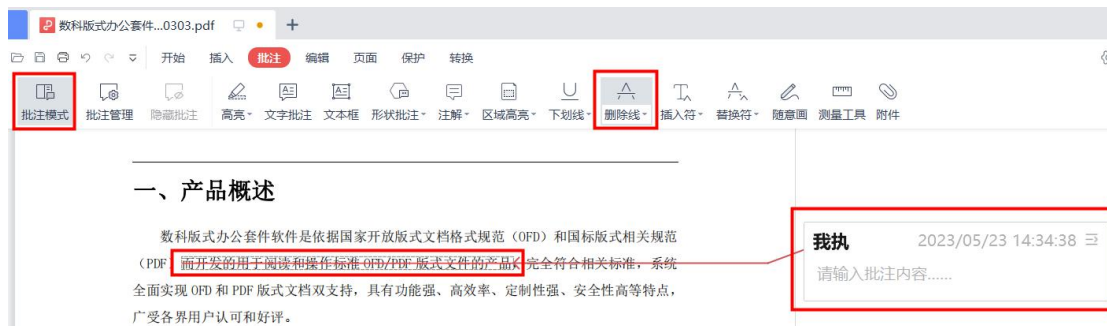 数科版式办公套件...0303.pdf
开始 插入 批注 编辑 页面 保护 转换
批注模式 批注管理 隐藏批注 高亮 文字批注 文本框 形状批注 注解 区域高亮 下划线 删除线 插入符 替换符 随意画 测量工具 附件
一、产品概述
数科版式办公套件软件是依据国家开放版式文档格式规范（OFD）和国标版式相关规范
（PDF）而开发的用于阅读和操作标准 OFD/PDF 版式文件的产品，完全符合相关标准，系统
全面实现 OFD 和 PDF 版式文档双支持，具有功能强、高效率、定制性强、安全性高等特点，
广受各界用户认可和好评。
我执 2023/05/23 14:34:38
请输入批注内容......